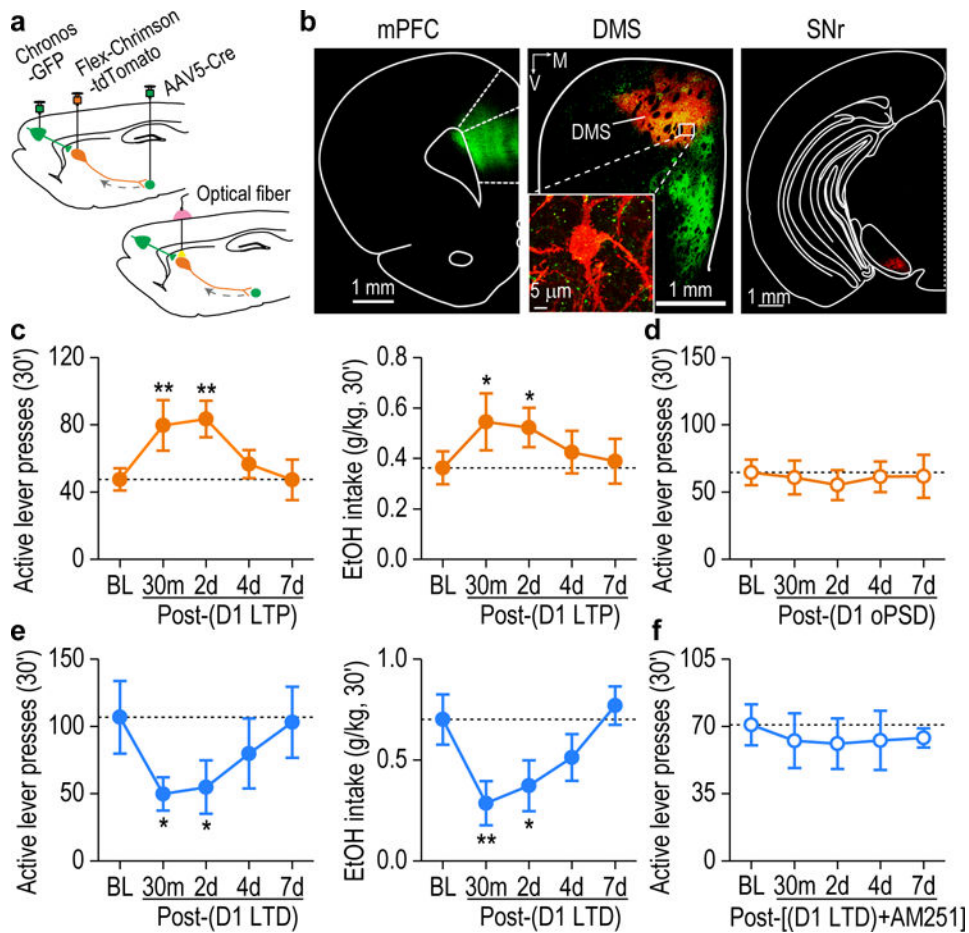 a
Chronos
-GFP
Flex-Chrimson
-tdTomato
AAV5-Cre
Optical fiber
b
mPFC
DMS
SNr
M
V
DMS
1 mm
5 μm
1 mm
1 mm
c
Active lever presses (30')
120
80
40
0
**
**
BL 30m 2d 4d 7d
Post-(D1 LTP)
EtOH intake (g/kg, 30')
0.8
0.6
0.4
0.2
0.0
*
*
BL 30m 2d 4d 7d
Post-(D1 LTP)
d
Active lever presses (30')
150
100
50
0
BL 30m 2d 4d 7d
Post-(D1 oPSD)
e
Active lever presses (30')
150
100
50
0
*
*
BL 30m 2d 4d 7d
Post-(D1 LTD)
EtOH intake (g/kg, 30')
1.0
0.5
0.0
**
*
BL 30m 2d 4d 7d
Post-(D1 LTD)
f
Active lever presses (30')
105
70
35
0
BL 30m 2d 4d 7d
Post-[(D1 LTD)+AM251]